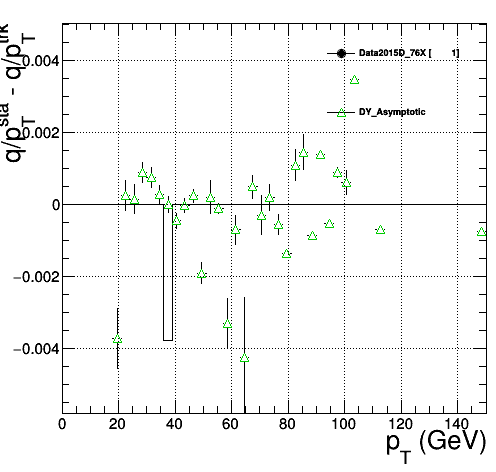 q/p_T^sta - q/p_T^trk
0.004
0.002
0
−0.002
−0.004
Data2015D_76X [ 1]
DY_Asymptotic
0 20 40 60 80 100 120 140
p_T (GeV)